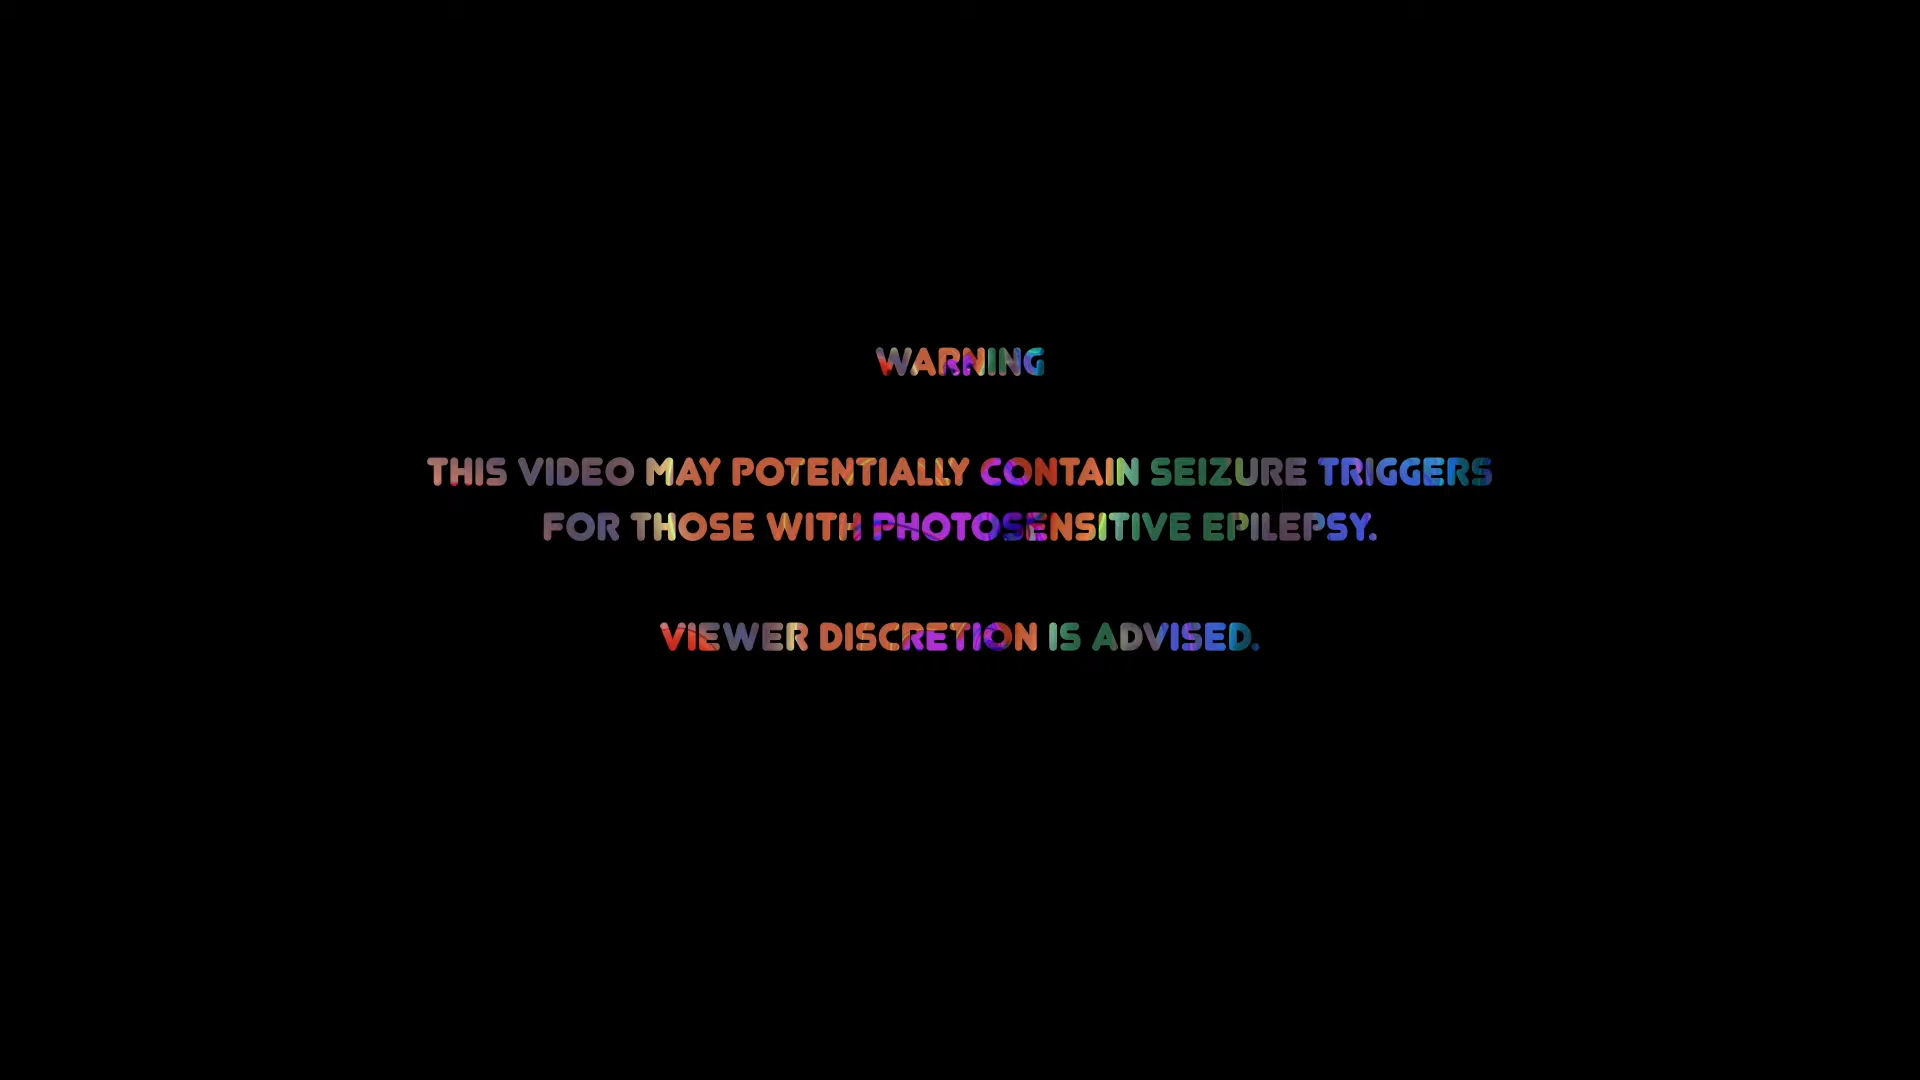 WARNING
THIS VIDEO MAY POTENTIALLY CONTAIN SEIZURE TRIGGERS
FOR THOSE WITH PHOTOSENSITIVE EPILEPSY.
VIEWER DISCRETION IS ADVISED.